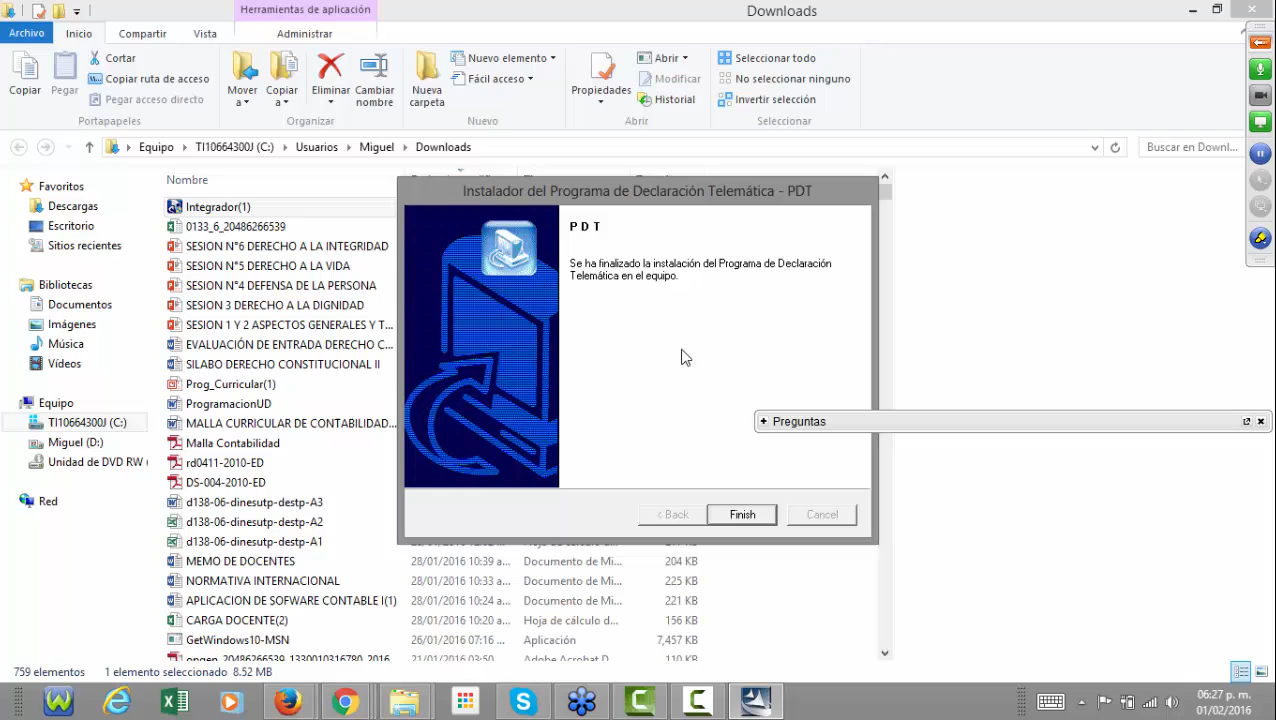 Herramientas de aplicación
Downloads
Archivo
Inicio
Compartir
Vista
Administrar
Copiar
Pegar
Cortar
Copiar ruta de acceso
Pegar acceso directo
Portapapeles
Mover a
Copiar a
Eliminar
Cambiar nombre
Organizar
Nueva carpeta
Nuevo elemento
Fácil acceso
Nuevo
Propiedades
Abrir
Modificar
Historial
Abrir
Seleccionar todo
No seleccionar ninguno
Invertir selección
Seleccionar
Equipo
TI10664300J (C:)
Usuarios
Miguel
Downloads
Buscar en Downl...
Favoritos
Descargas
Escritorio
Sitios recientes
Bibliotecas
Documentos
Imágenes
Música
Vídeos
Equipo
TI10664300J (C:)
Miguel (D:)
Unidad de DVD RW (
Red
Nombre
Integrador(1)
0133_6_20486266539
SESION N°6 DERECHO A LA INTEGRIDAD
SESION N°5 DERECHO A LA VIDA
SESION N°4 DEFENSA DE LA PERSONA
SESION 3 DERECHO A LA DIGNIDAD
SESION 1 Y 2 ASPECTOS GENERALES Y T...
EVALUACIÓN DE ENTRADA DERECHO C...
SILABO DERECHO CONSTITUCIONAL II
Prog_Curricular(1)
ProgramacionUD
MALLA CURRICULAR DE CONTABILIDAD...
Malla Contabilidad
rd0411-2010-ED
DS-004-2010-ED
d138-06-dinesutp-destp-A3
d138-06-dinesutp-destp-A2
d138-06-dinesutp-destp-A1
MEMO DE DOCENTES 28/01/2016 10:39 a... Documento de Mi... 204 KB
NORMATIVA INTERNACIONAL 28/01/2016 10:33 a... Documento de Mi... 225 KB
APLICACION DE SOFWARE CONTABLE I(1) 28/01/2016 10:24 a... Documento de Mi... 221 KB
CARGA DOCENTE(2) 28/01/2016 10:20 a... Hoja de cálculo d... 156 KB
GetWindows10-MSN 26/01/2016 07:16 ... Aplicación 7,457 KB
Instalador del Programa de Declaración Telemática - PDT
P D T
Se ha finalizado la instalación del Programa de Declaración
Telemática en el equipo.
< Back
Finish
Cancel
+ Preguntas
759 elementos
1 elemento seleccionado 8.52 MB
06:27 p. m.
01/02/2016